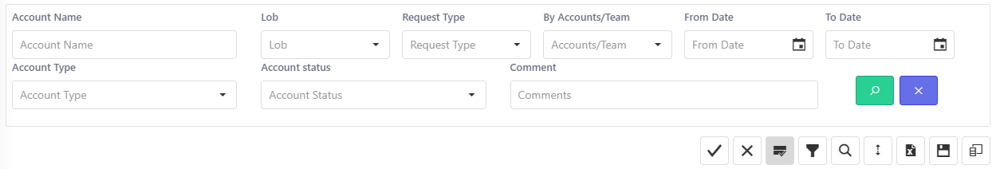 Account Name Lob Request Type By Accounts/Team From Date To Date
Account Name Lob Request Type Accounts/Team From Date To Date
Account Type Account status Comment
Account Type Account Status Comments